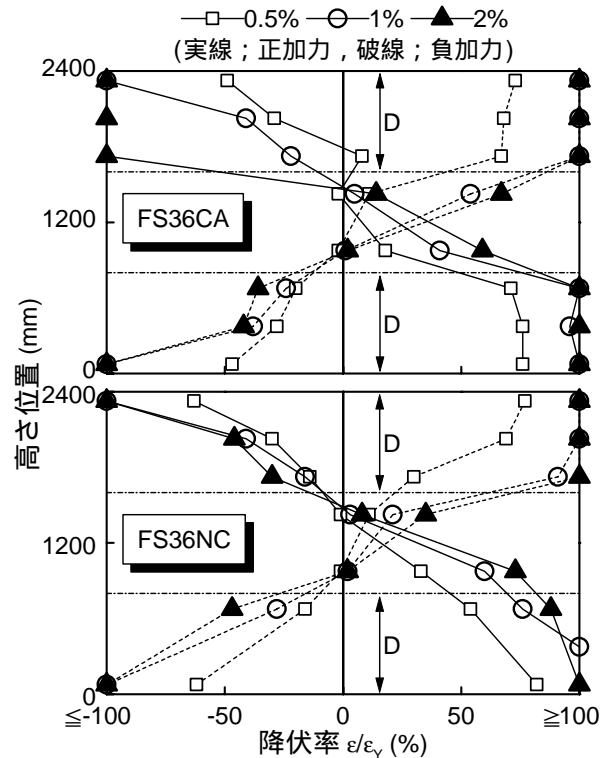 0.5% 1% 2%
(実線；正加力，破線；負加力)
2400
D
1200
FS36CA
D
0
2400
D
1200
FS36NC
D
0
≦-100 -50 0 50 ≧100
高さ位置 (mm)
降伏率 ε/εY (%)